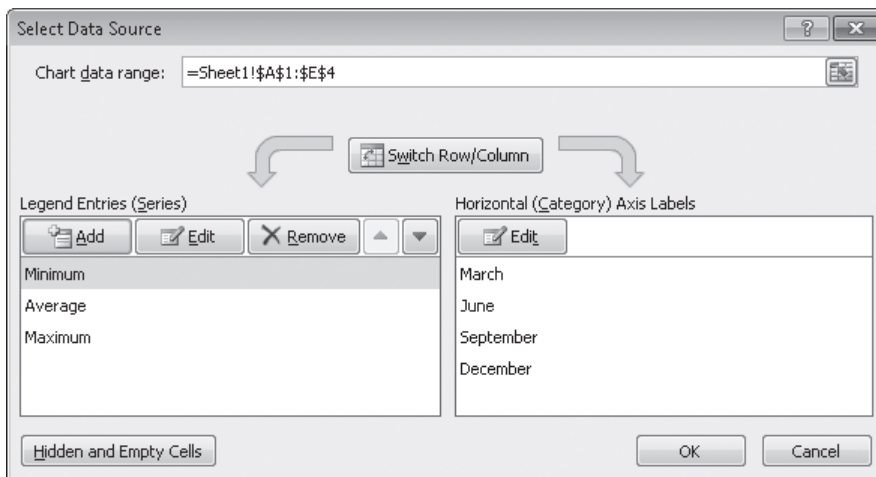 Select Data Source
Chart data range: =Sheet1!$A$1:$E$4
Switch Row/Column
Legend Entries (Series)
Add Edit Remove
Minimum
Average
Maximum
Horizontal (Category) Axis Labels
Edit
March
June
September
December
Hidden and Empty Cells OK Cancel